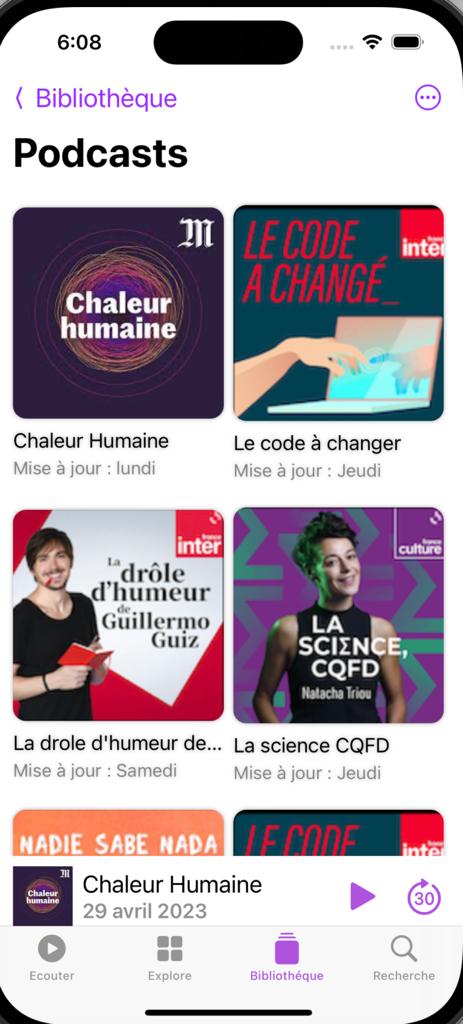 6:08
Bibliothèque
Podcasts
M
Chaleur
humaine
LE CODE
A CHANGÉ_
france
inter
Chaleur Humaine
Mise à jour : lundi
Le code à changer
Mise à jour : Jeudi
france
inter
La
drôle
d'humeur
de
Guillermo
Guiz
france
culture
LA
SCIΣNCE,
CQFD
Natacha Triou
La drole d'humeur de...
Mise à jour : Samedi
La science CQFD
Mise à jour : Jeudi
NADIE SABE NADA
LE CODE
france
inter
M
Chaleur
humaine
Chaleur Humaine
29 avril 2023
30
Ecouter
Explore
Bibliothéque
Recherche